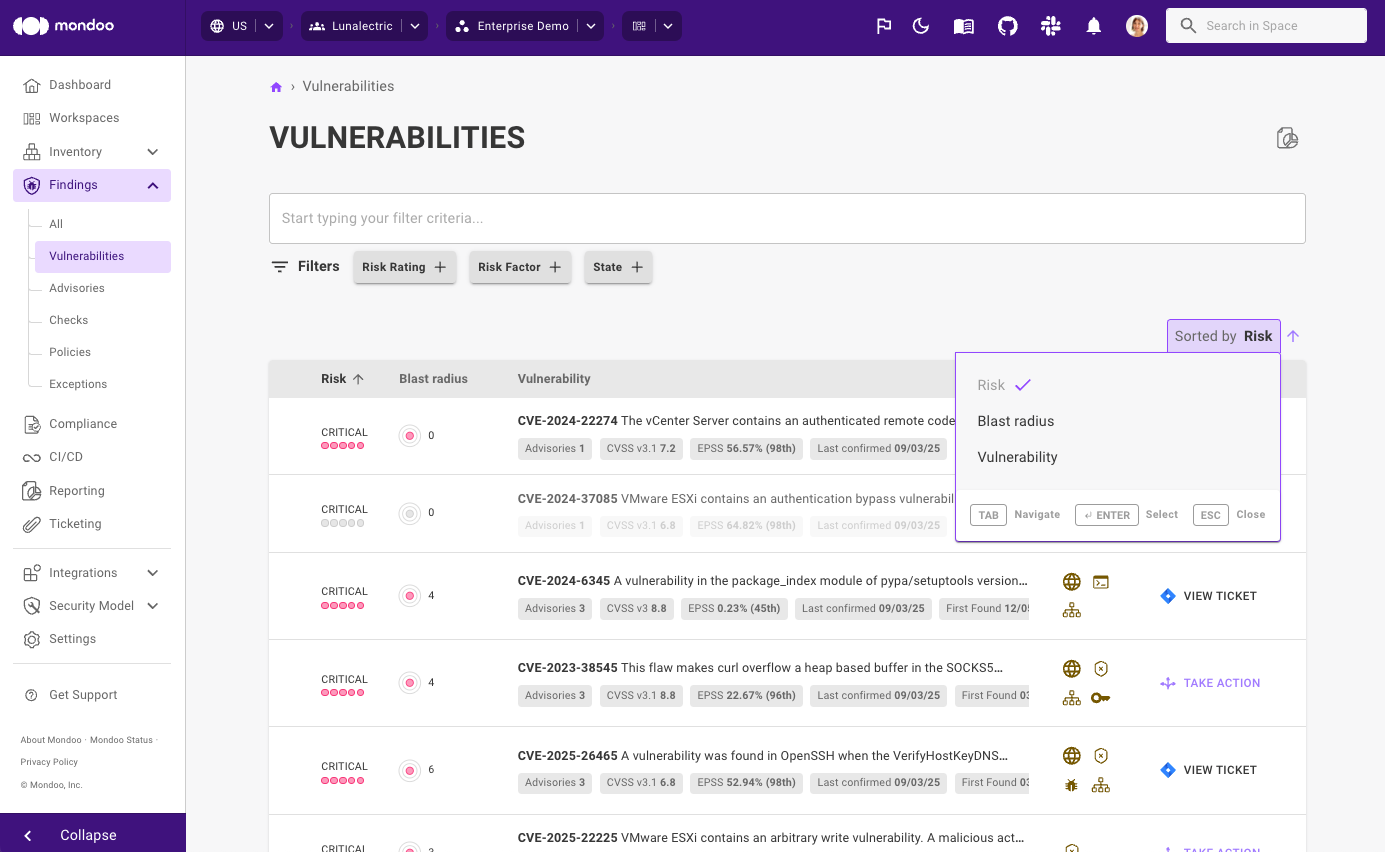 mondoo
US
Lunalectric
Enterprise Demo
Search in Space
Dashboard
Workspaces
Inventory
Findings
All
Vulnerabilities
Advisories
Checks
Policies
Exceptions
Compliance
CI/CD
Reporting
Ticketing
Integrations
Security Model
Settings
Get Support
About Mondoo · Mondoo Status ·
Privacy Policy
© Mondoo, Inc.
Collapse
› Vulnerabilities
VULNERABILITIES
Start typing your filter criteria...
Filters Risk Rating + Risk Factor + State +
Sorted by Risk
Risk
Blast radius
Vulnerability
TAB Navigate ↵ ENTER Select ESC Close
Risk Blast radius Vulnerability
CRITICAL 0
CVE-2024-22274 The vCenter Server contains an authenticated remote code
Advisories 1 CVSS v3.1 7.2 EPSS 56.57% (98th) Last confirmed 09/03/25
CRITICAL 0
CVE-2024-37085 VMware ESXi contains an authentication bypass vulnerabil
Advisories 1 CVSS v3.1 6.8 EPSS 64.82% (98th) Last confirmed 09/03/25
CRITICAL 4
CVE-2024-6345 A vulnerability in the package_index module of pypa/setuptools version...
Advisories 3 CVSS v3 8.8 EPSS 0.23% (45th) Last confirmed 09/03/25 First Found 12/0
VIEW TICKET
CRITICAL 4
CVE-2023-38545 This flaw makes curl overflow a heap based buffer in the SOCKS5...
Advisories 3 CVSS v3.1 8.8 EPSS 22.67% (96th) Last confirmed 09/03/25 First Found 03
TAKE ACTION
CRITICAL 6
CVE-2025-26465 A vulnerability was found in OpenSSH when the VerifyHostKeyDNS...
Advisories 3 CVSS v3.1 6.8 EPSS 52.94% (98th) Last confirmed 09/03/25 First Found 03
VIEW TICKET
CRITICAL
CVE-2025-22225 VMware ESXi contains an arbitrary write vulnerability. A malicious act...
TAKE ACTION